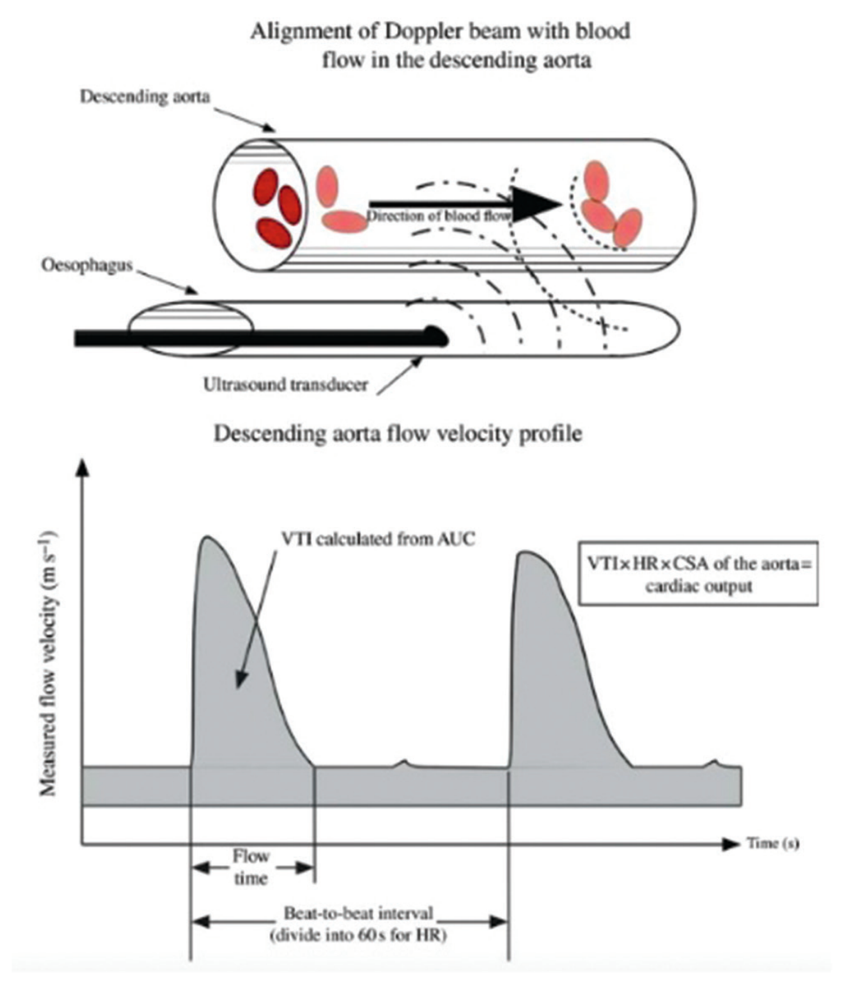 Alignment of Doppler beam with blood
flow in the descending aorta
Descending aorta
Direction of blood flow
Oesophagus
Ultrasound transducer
Descending aorta flow velocity profile
Measured flow velocity (m s⁻¹)
VTI calculated from AUC
VTI×HR×CSA of the aorta=
cardiac output
Time (s)
Flow
time
Beat-to-beat interval
(divide into 60 s for HR)